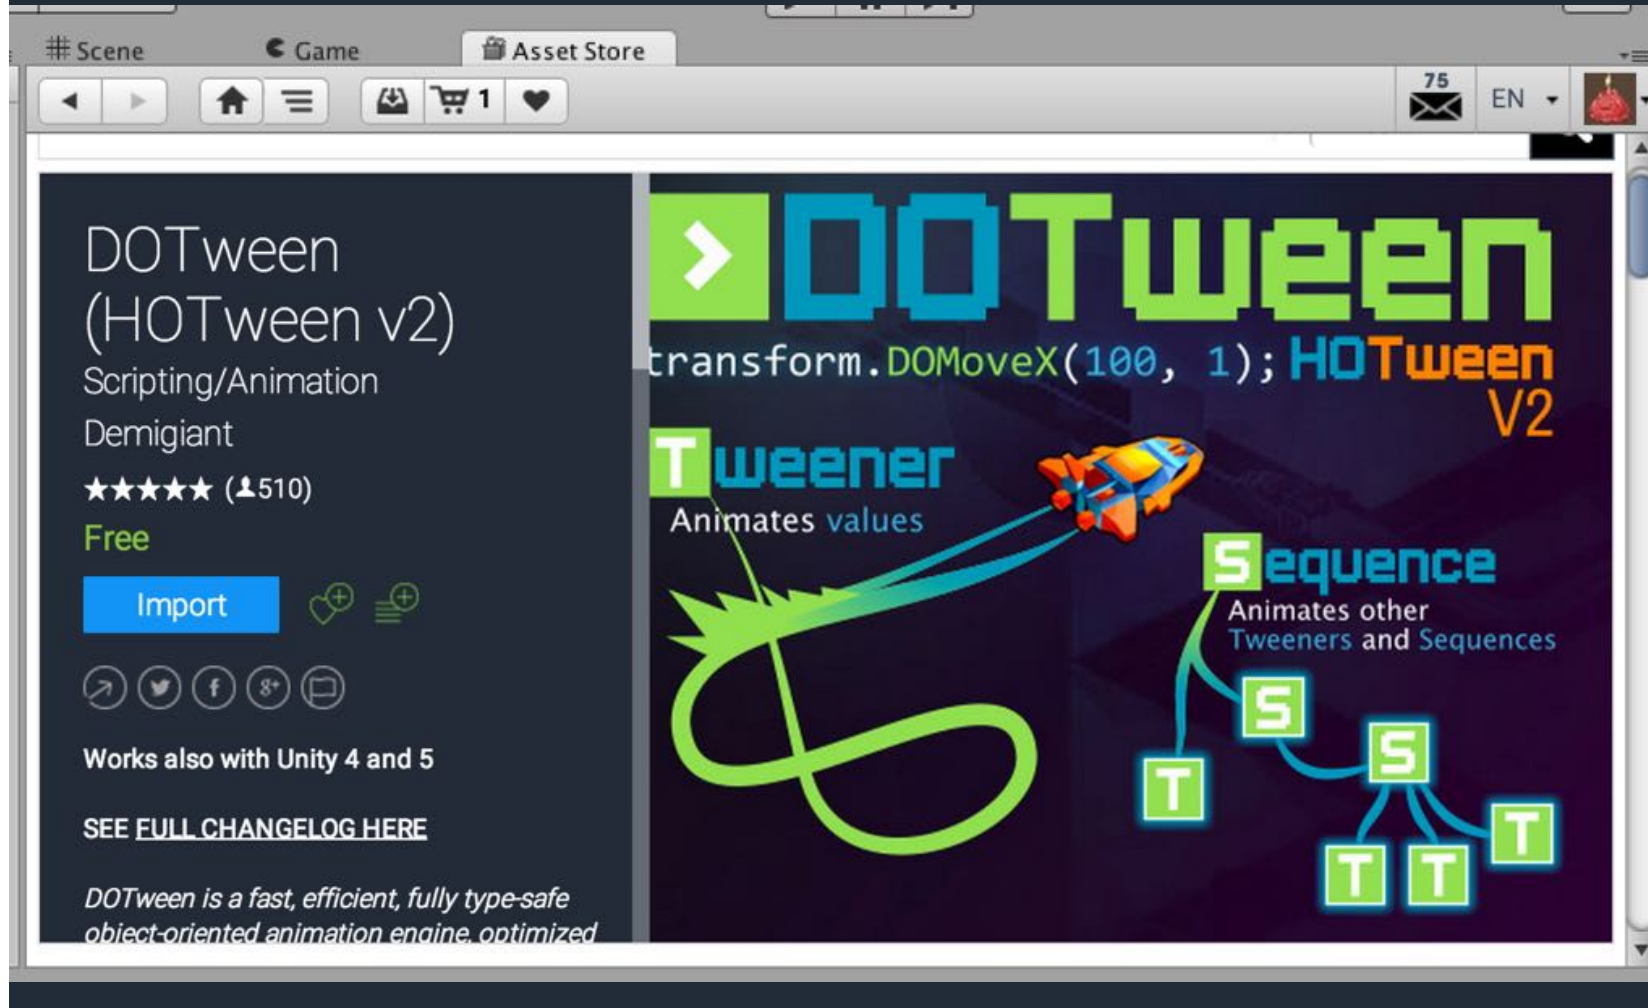 Scene
Game
Asset Store
1
75
EN
DOTween
(HOTween v2)
Scripting/Animation
Demigiant
★★★★★ (510)
Free
Import
Works also with Unity 4 and 5
SEE FULL CHANGELOG HERE
DOTween is a fast, efficient, fully type-safe
object-oriented animation engine, optimized
DOTween
transform.DOMoveX(100, 1); HOTween
V2
Tweener
Animates values
Sequence
Animates other
Tweeners and Sequences
S
S
T
T
T
T